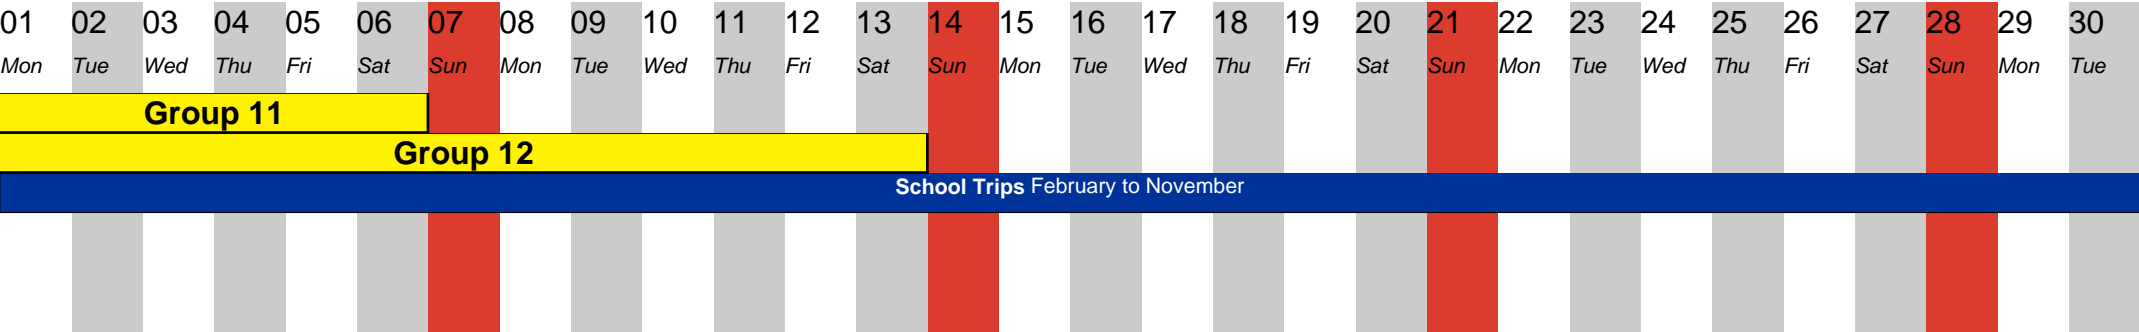 01 02 03 04 05 06 07 08 09 10 11 12 13 14 15 16 17 18 19 20 21 22 23 24 25 26 27 28 29 30
Mon Tue Wed Thu Fri Sat Sun Mon Tue Wed Thu Fri Sat Sun Mon Tue Wed Thu Fri Sat Sun Mon Tue Wed Thu Fri Sat Sun Mon Tue
Group 11
Group 12
School Trips February to November